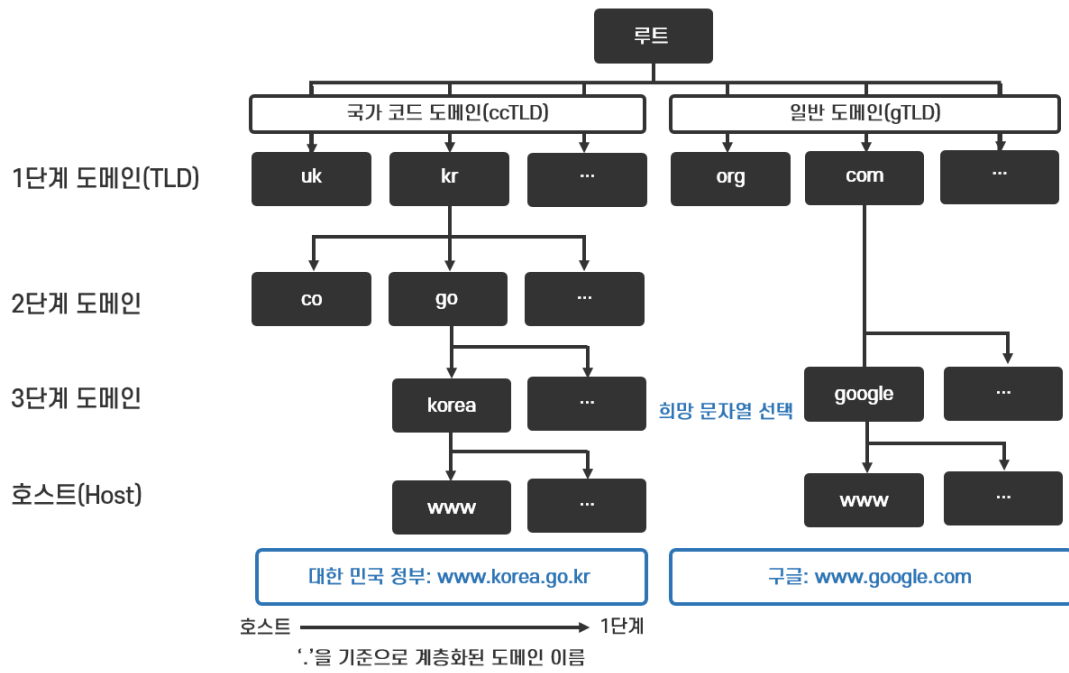 루트
국가 코드 도메인(ccTLD)
일반 도메인(gTLD)
1단계 도메인(TLD)
uk
kr
...
org
com
...
2단계 도메인
co
go
...
3단계 도메인
korea
...
희망 문자열 선택
google
...
호스트(Host)
www
...
www
...
대한 민국 정부: www.korea.go.kr
구글: www.google.com
호스트
1단계
‘.’을 기준으로 계층화된 도메인 이름